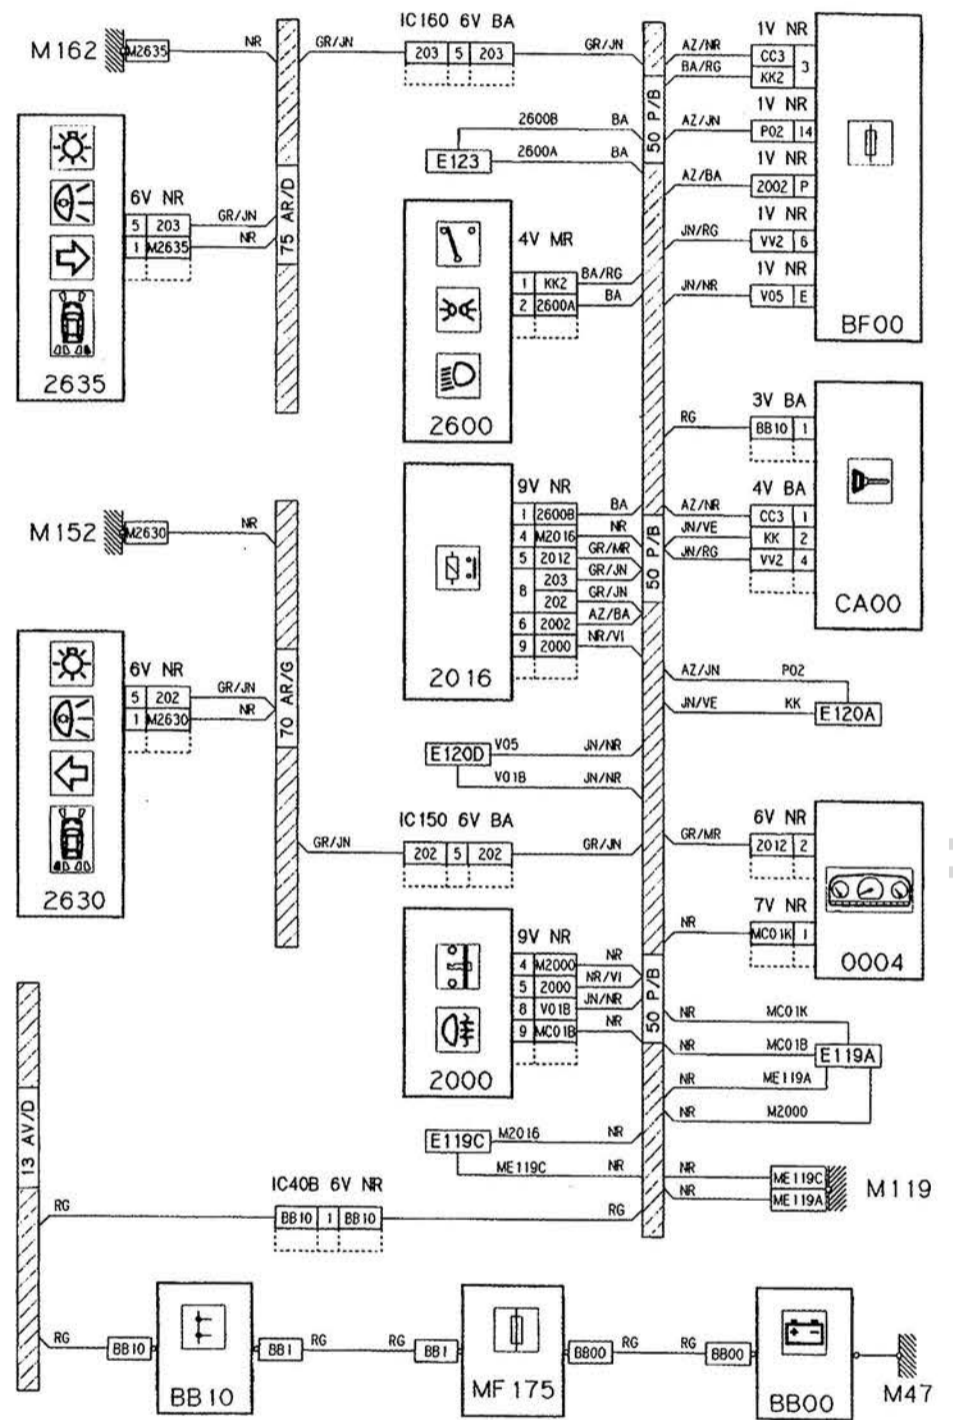 M162
M2635
NR
GR/JN
IC160 6V BA
203 5 203
GR/JN
75 AR/D
6V NR
5 203
GR/JN
1 M2635
NR
2635
M152
M2630
NR
70 AR/G
6V NR
5 202
GR/JN
1 M2630
NR
2630
GR/JN
IC150 6V BA
202 5 202
GR/JN
50 P/B
E123
2600B BA
2600A BA
4V MR
1 KK2 BA/RG
2 2600A BA
2600
9V NR
1 2600B BA
4 M2016 NR
5 2012 GR/MR
8 203 GR/JN
202 GR/JN
6 2002 AZ/BA
9 2000 NR/VI
2016
50 P/B
E120D
V05 JN/NR
V01B JN/NR
9V NR
4 M2000 NR
5 2000 NR/VI
8 V01B JN/NR
9 MC01B NR
2000
50 P/B
E119C
M2016 NR
ME119C NR
1V NR
AZ/NR CC3 3
BA/RG KK2
1V NR
AZ/JN P02 14
1V NR
AZ/BA 2002 P
1V NR
JN/RG VV2 6
1V NR
JN/NR V05 E
BF00
3V BA
RG BB10 1
4V BA
AZ/NR CC3 1
JN/VE KK 2
JN/RG VV2 4
CA00
AZ/JN P02
JN/VE KK
E120A
6V NR
GR/MR 2012 2
7V NR
NR MC01K 1
0004
NR MC01K
NR MC01B
E119A
NR ME119A
NR M2000
NR ME119C
NR ME119A
M119
13 AV/D
RG
IC40B 6V NR
BB10 1 BB10
RG
RG BB10
BB10
BB1 RG
RG BB1
MF175
BB00 RG
RG BB00
BB00
M47